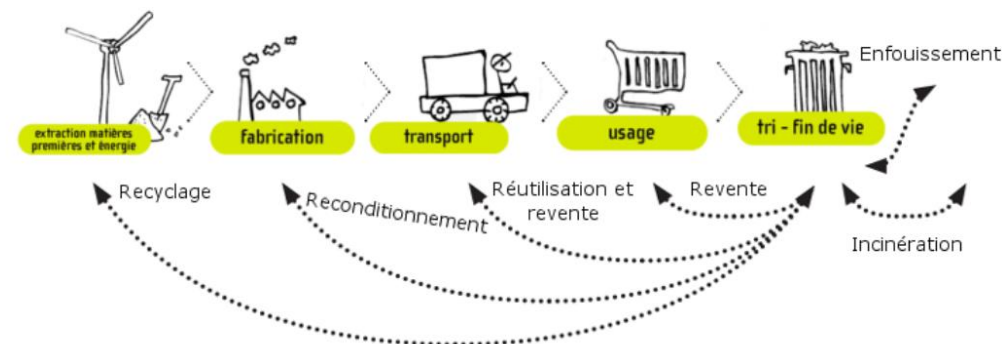 Enfouissement
extraction matières
premières et énergie
fabrication
transport
usage
tri - fin de vie
Recyclage
Reconditionnement
Réutilisation et
revente
Revente
Incinération